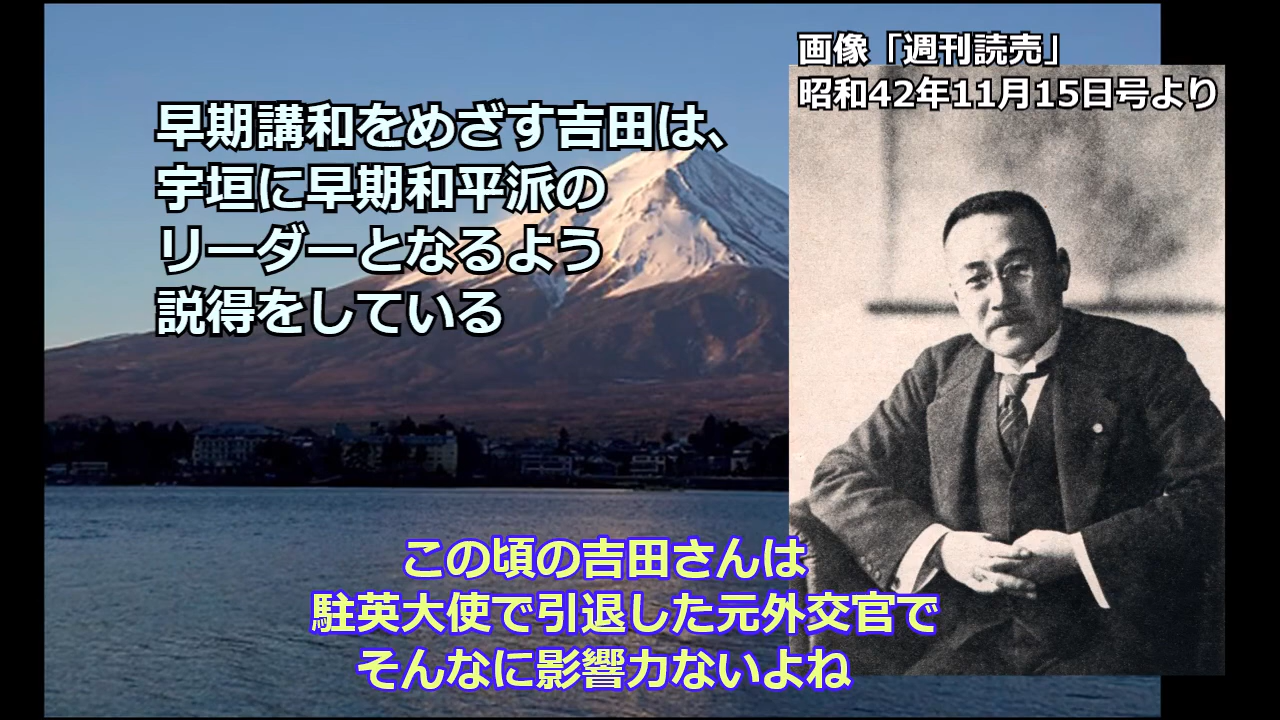 画像「週刊読売」
昭和42年11月15日号より
早期講和をめざす吉田は、
宇垣に早期和平派の
リーダーとなるよう
説得をしている
この頃の吉田さんは
駐英大使で引退した元外交官で
そんなに影響力ないよね